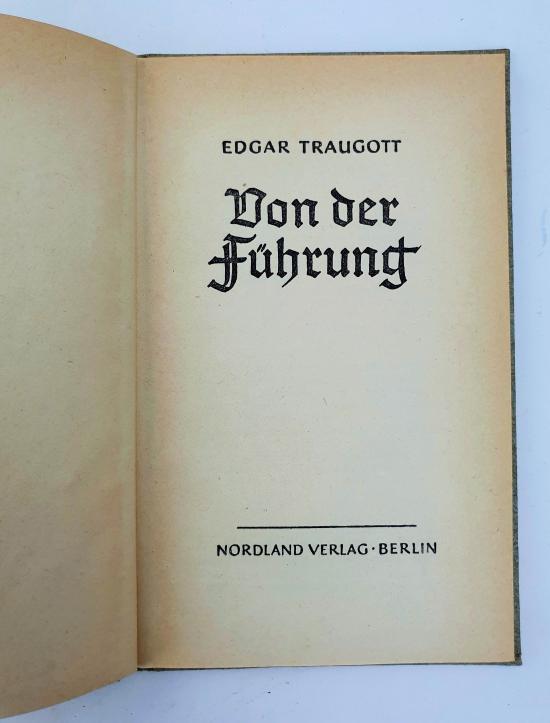 EDGAR TRAUGOTT
Von der
Führung
NORDLAND VERLAG · BERLIN